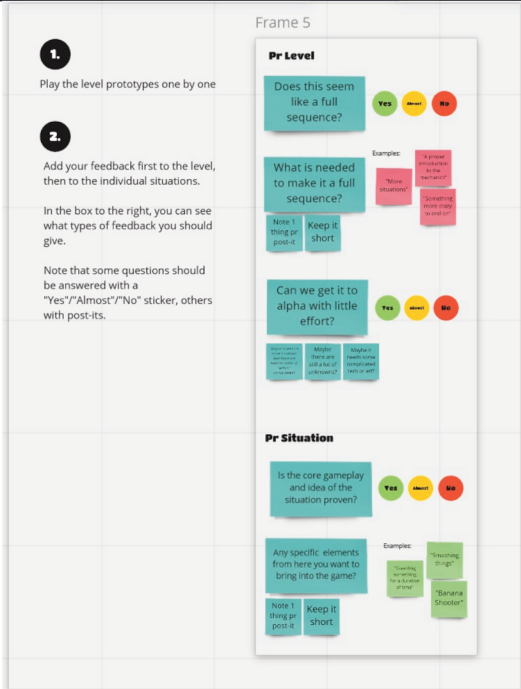 Frame 5
1.
Play the level prototypes one by one
2.
Add your feedback first to the level,
then to the individual situations.
In the box to the right, you can see
what types of feedback you should
give.
Note that some questions should
be answered with a
"Yes"/"Almost"/"No" sticker, others
with post-its.
Pr Level
Does this seem
like a full
sequence?
Yes
Almost
No
What is needed
to make it a full
sequence?
Note 1
thing pr
post-it
Keep it
short
Examples:
"More
situations"
"A proper
introduction
to the
mechanic"
"Something
more crazy
to end on"
Can we get it to
alpha with little
effort?
Yes
Almost
No
Maybe
there are
still a lot of
unknowns?
Maybe it
needs some
complicated
tech or art?
Pr Situation
Is the core gameplay
and idea of the
situation proven?
Yes
Almost
No
Any specific elements
from here you want to
bring into the game?
Note 1
thing pr
post-it
Keep it
short
Examples:
something
for a duration
of time"
"Smashing
things"
"Banana
Shooter"